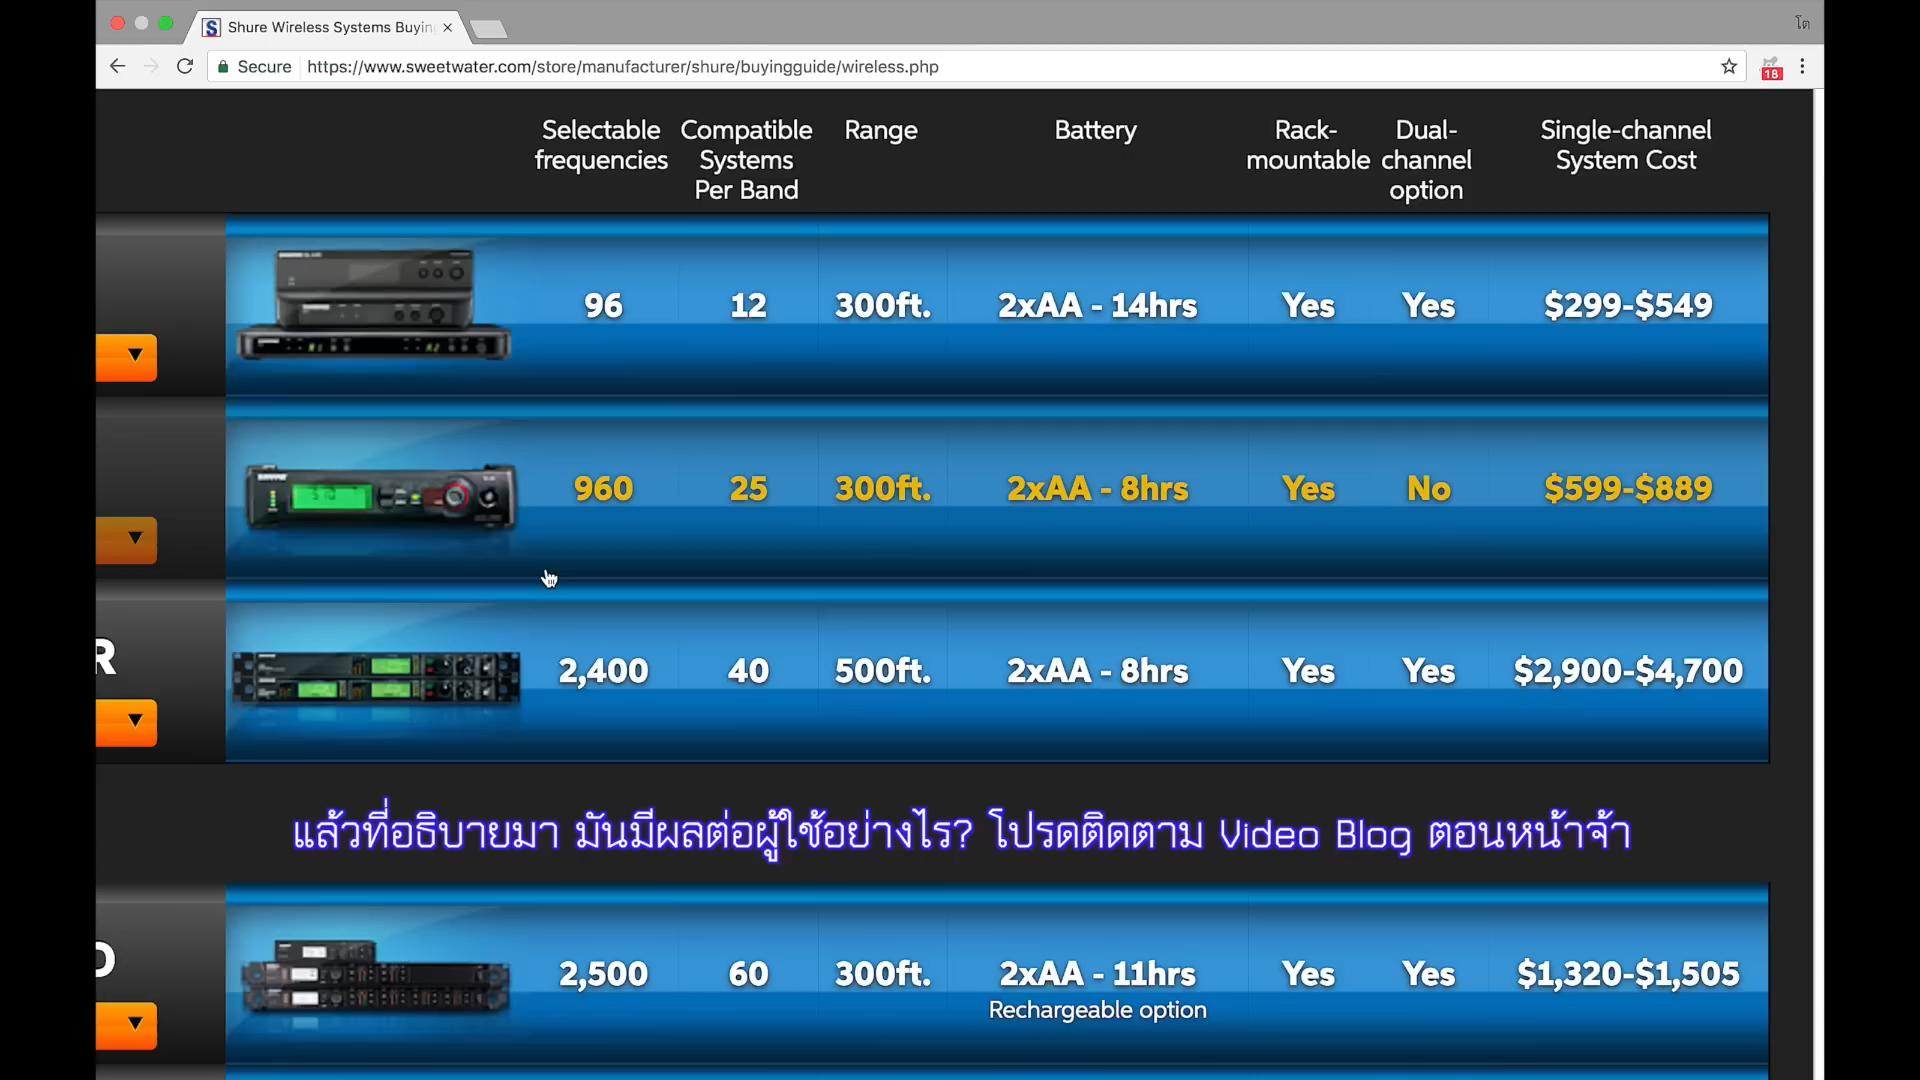 Shure Wireless Systems Buyin
โต
Secure
https://www.sweetwater.com/store/manufacturer/shure/buyingguide/wireless.php
18
Selectable frequencies
Compatible Systems Per Band
Range
Battery
Rack-mountable
Dual-channel option
Single-channel System Cost
96 12 300ft. 2xAA - 14hrs Yes Yes $299-$549
960 25 300ft. 2xAA - 8hrs Yes No $599-$889
R
2,400 40 500ft. 2xAA - 8hrs Yes Yes $2,900-$4,700
แล้วที่อธิบายมา มันมีผลต่อผู้ใช้อย่างไร? โปรดติดตาม Video Blog ตอนหน้าจ้า
D
2,500 60 300ft. 2xAA - 11hrs Yes Yes $1,320-$1,505
Rechargeable option